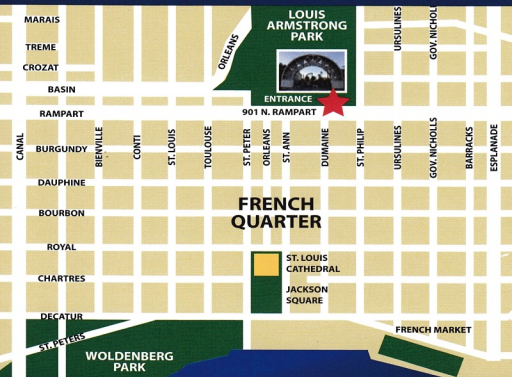 MARAIS
TREME
CROZAT
BASIN
RAMPART
BURGUNDY
DAUPHINE
BOURBON
ROYAL
CHARTRES
DECATUR
ST. PETERS
ORLEANS
LOUIS
ARMSTRONG
PARK
ENTRANCE
901 N. RAMPART
URSULINES
GOV. NICHOLL
CANAL
BIENVILLE
CONTI
ST. LOUIS
TOULOUSE
ST. PETER
ORLEANS
ST. ANN
DUMAINE
ST. PHILIP
URSULINES
GOV. NICHOLLS
BARRACKS
ESPLANADE
FRENCH
QUARTER
ST. LOUIS
CATHEDRAL
JACKSON
SQUARE
FRENCH MARKET
WOLDENBERG
PARK